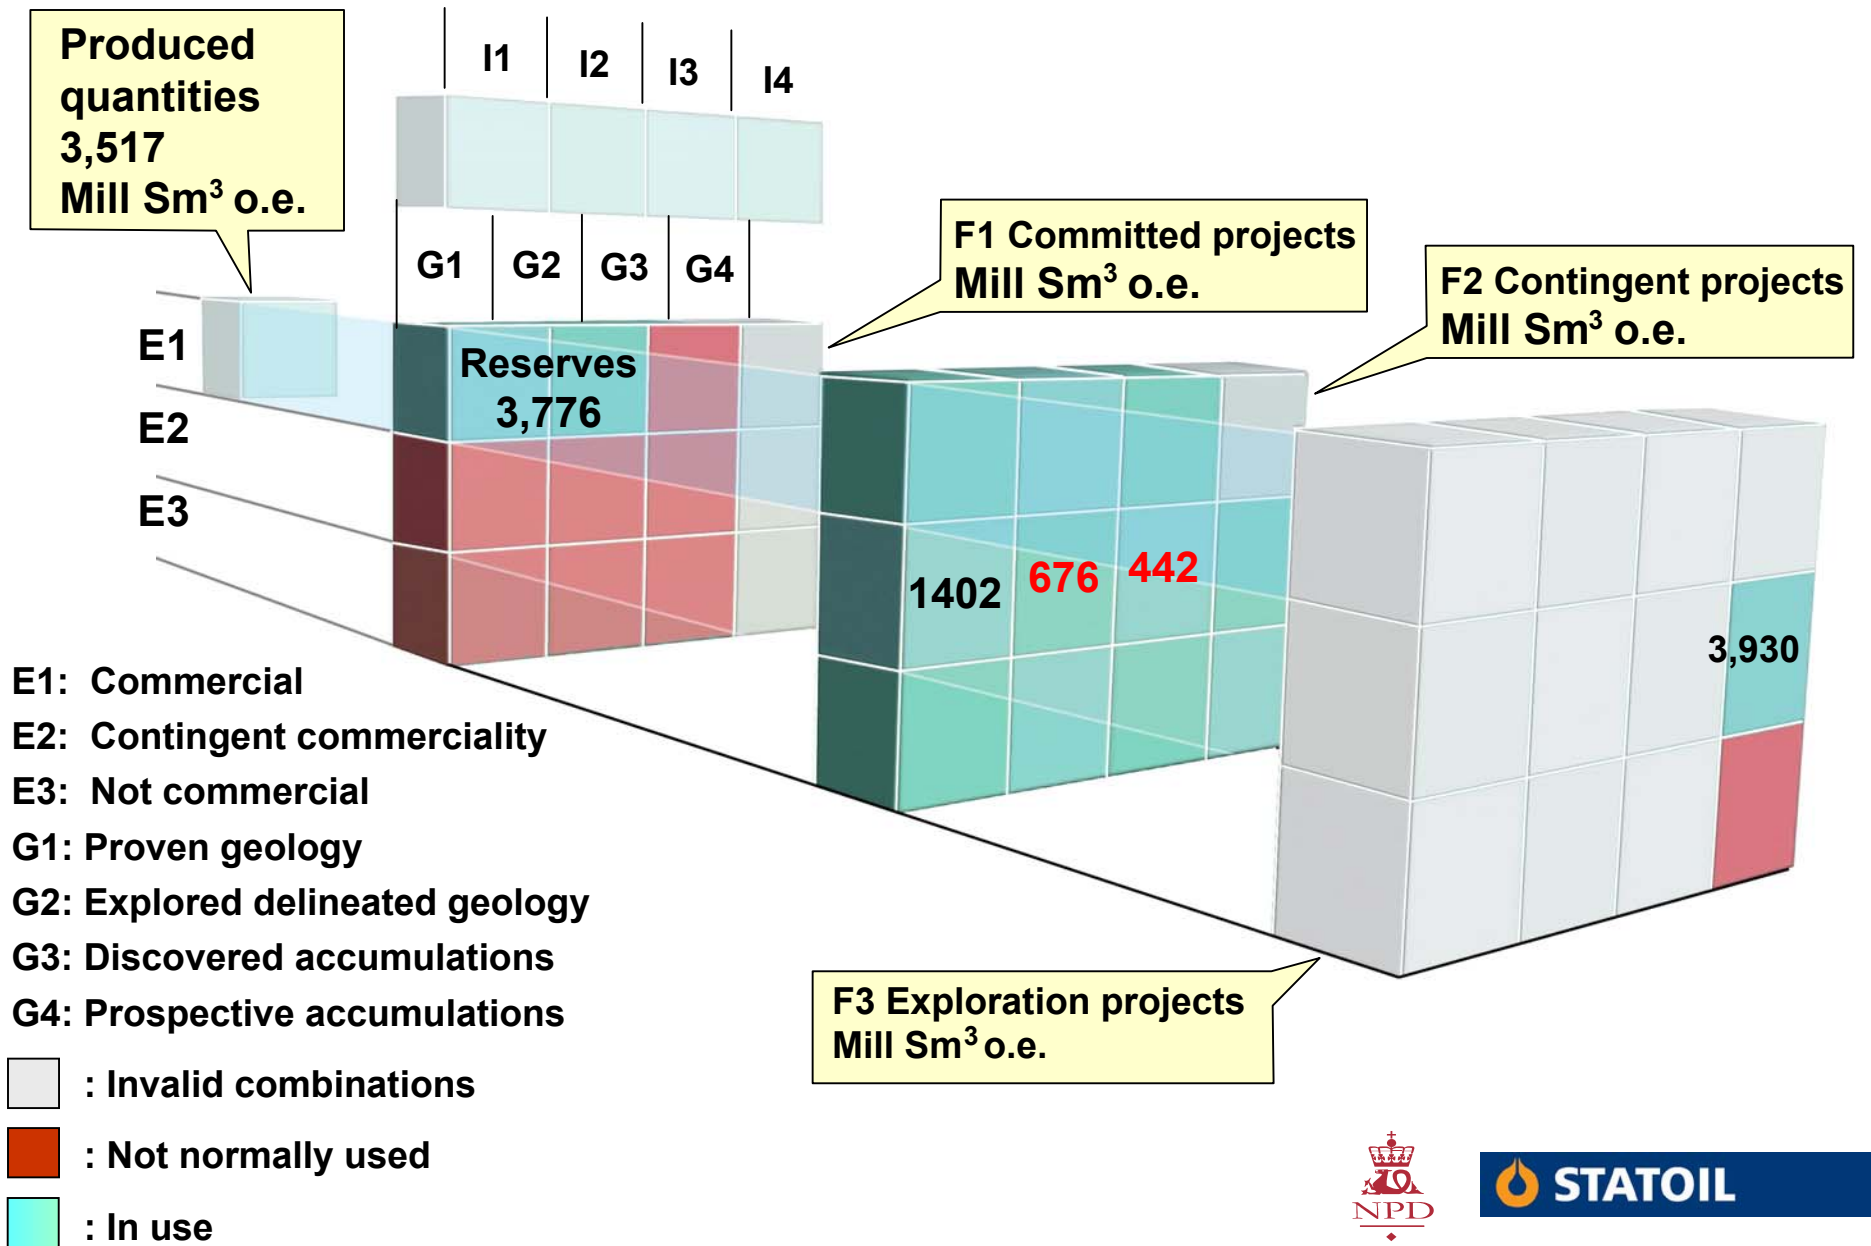 Produced
quantities
3,517
Mill Sm³ o.e.
I1 I2 I3 I4
G1 G2 G3 G4
F1 Committed projects
Mill Sm³ o.e.
F2 Contingent projects
Mill Sm³ o.e.
E1
E2
E3
Reserves
3,776
1402 676 442
3,930
E1: Commercial
E2: Contingent commerciality
E3: Not commercial
G1: Proven geology
G2: Explored delineated geology
G3: Discovered accumulations
G4: Prospective accumulations
: Invalid combinations
: Not normally used
: In use
F3 Exploration projects
Mill Sm³ o.e.
NPD
STATOIL